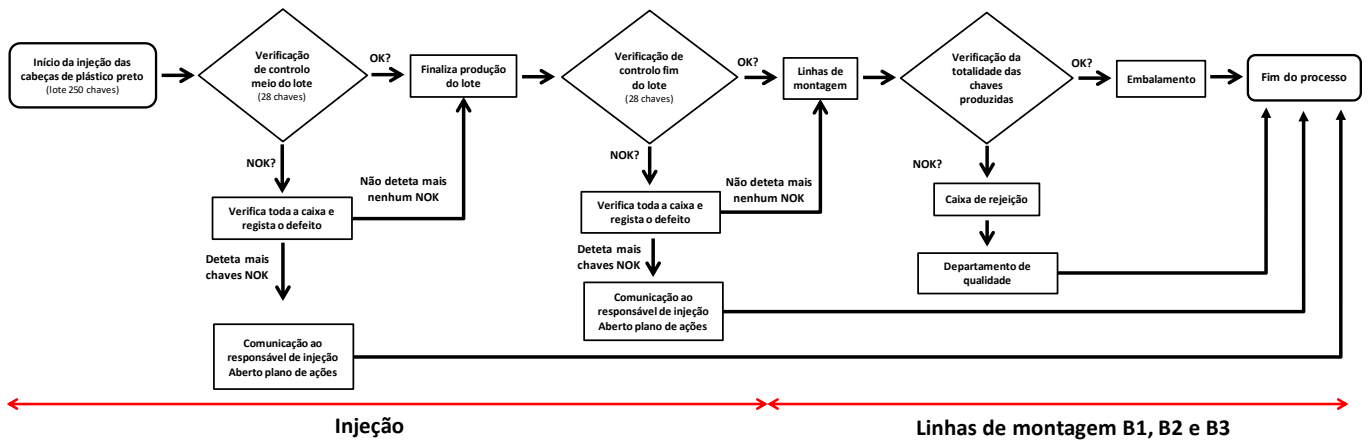 Início da injeção das
cabeças de plástico preto
(lote 250 chaves)
Verificação
de controlo
meio do lote
(28 chaves)
OK?
Finaliza produção
do lote
Verificação de
controlo fim
do lote
(28 chaves)
OK?
Linhas de
montagem
Verificação da
totalidade das
chaves
produzidas
OK?
Embalamento
Fim do processo
NOK?
Não deteta mais
nenhum NOK
Verifica toda a caixa e
regista o defeito
Deteta mais
chaves NOK
Comunicação ao
responsável de injeção
Aberto plano de ações
NOK?
Não deteta mais
nenhum NOK
Verifica toda a caixa e
regista o defeito
Deteta mais
chaves NOK
Comunicação ao
responsável de injeção
Aberto plano de ações
NOK?
Caixa de rejeição
Departamento de
qualidade
Injeção
Linhas de montagem B1, B2 e B3